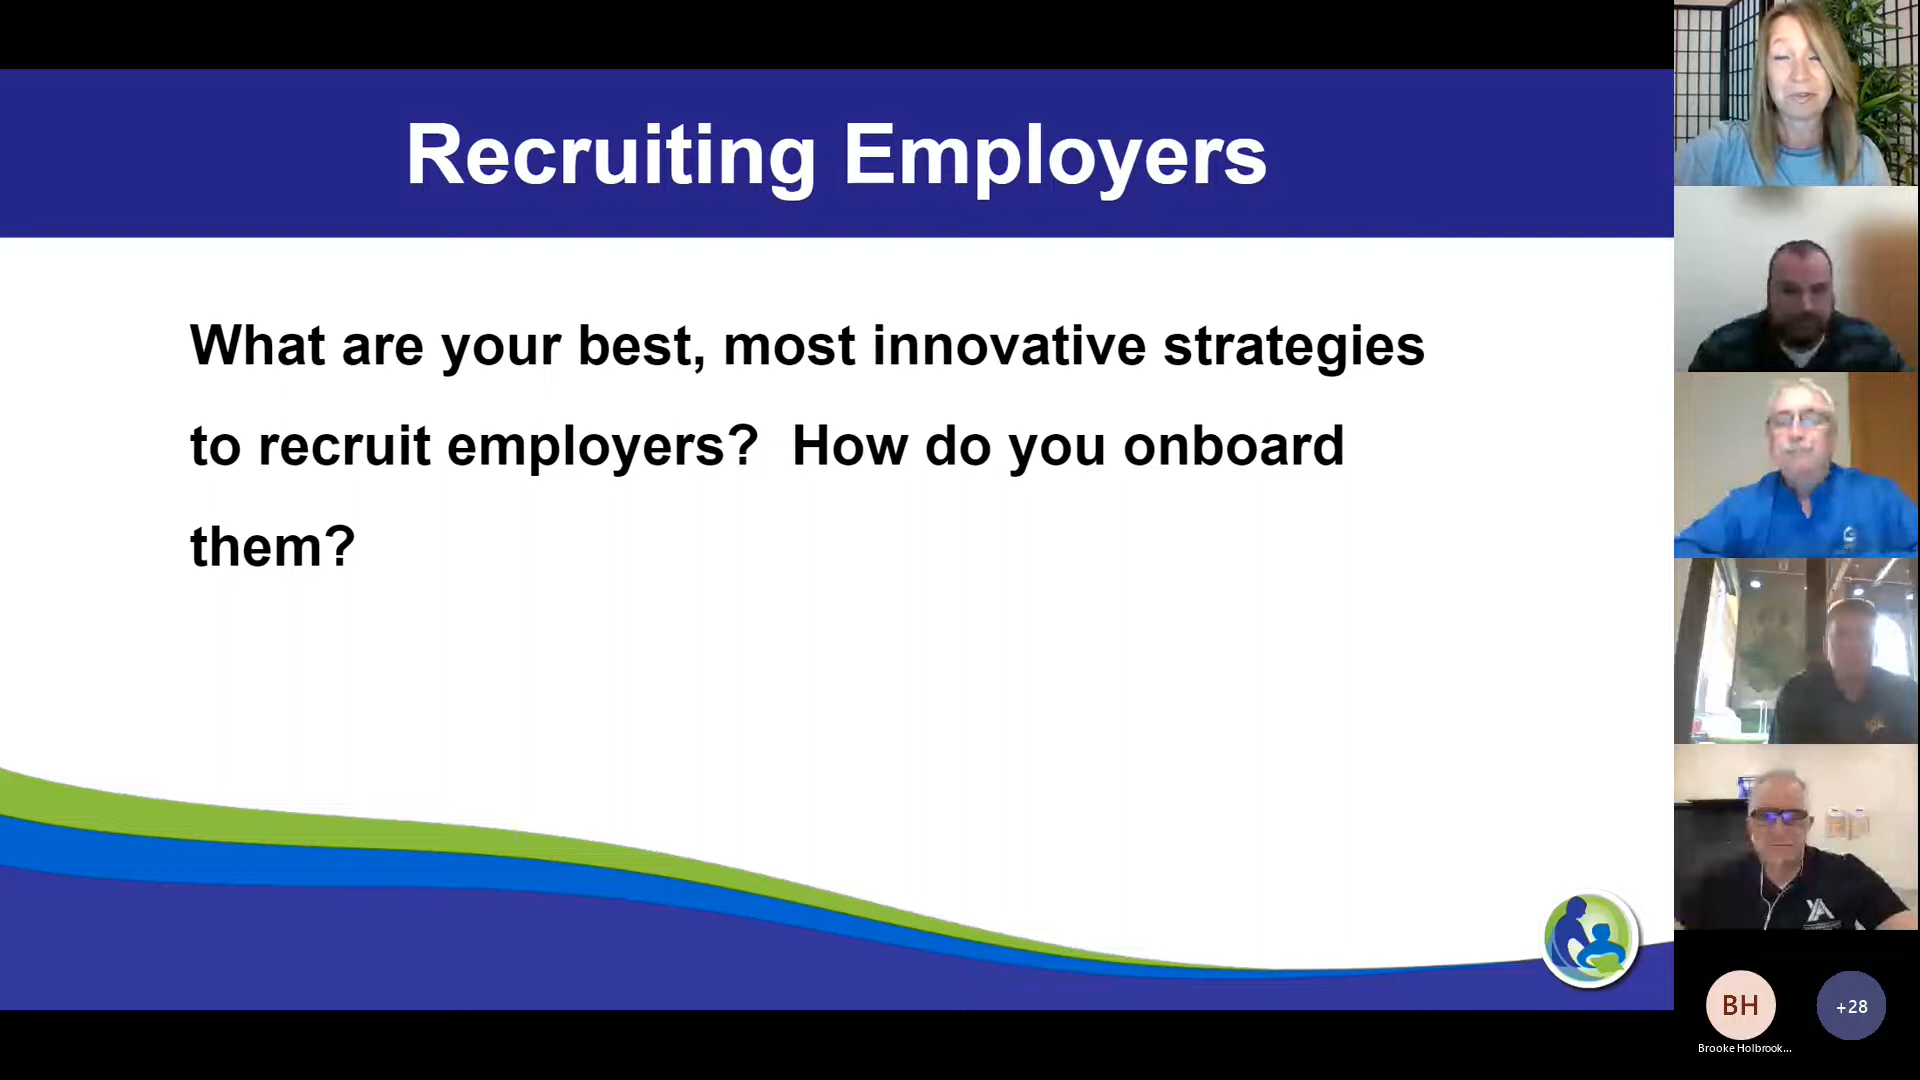 Recruiting Employers
What are your best, most innovative strategies
to recruit employers?  How do you onboard
them?
BH
+28
Brooke Holbrook...